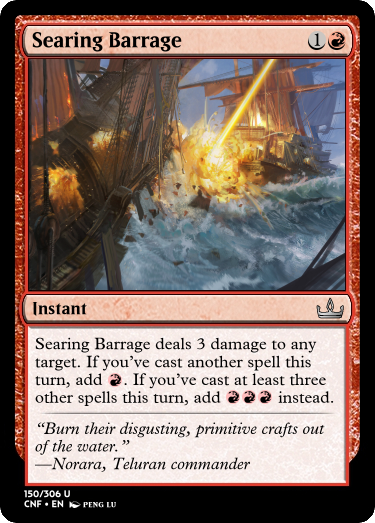 Searing Barrage 1
Instant
Searing Barrage deals 3 damage to any
target. If you've cast another spell this
turn, add . If you've cast at least three
other spells this turn, add instead.
“Burn their disgusting, primitive crafts out
of the water.”
—Norara, Teluran commander
150/306 U
CNF • EN PENG LU